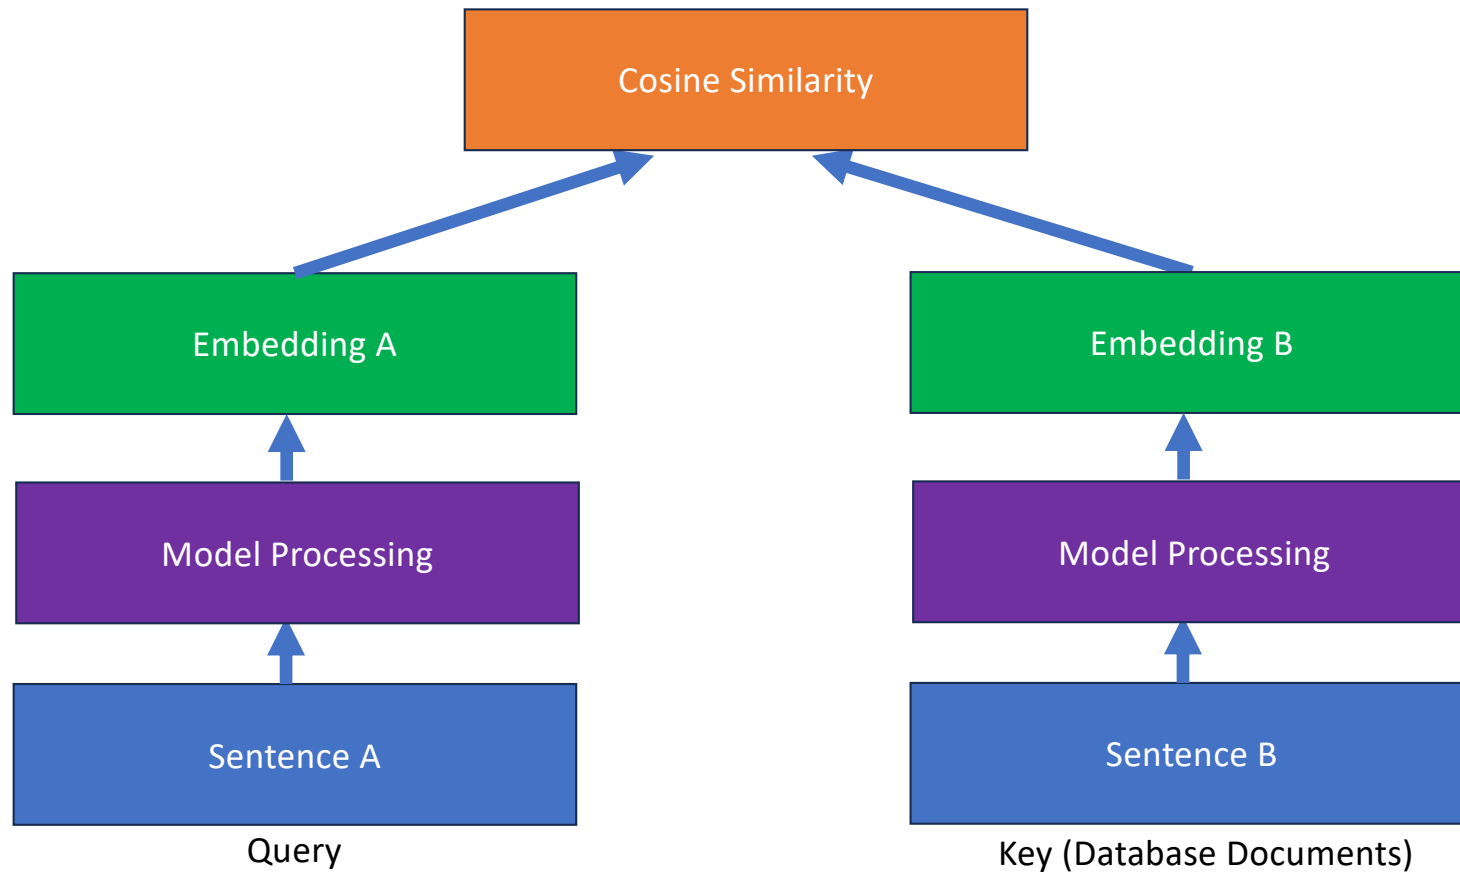 Cosine Similarity
Embedding A
Embedding B
Model Processing
Model Processing
Sentence A
Sentence B
Query
Key (Database Documents)